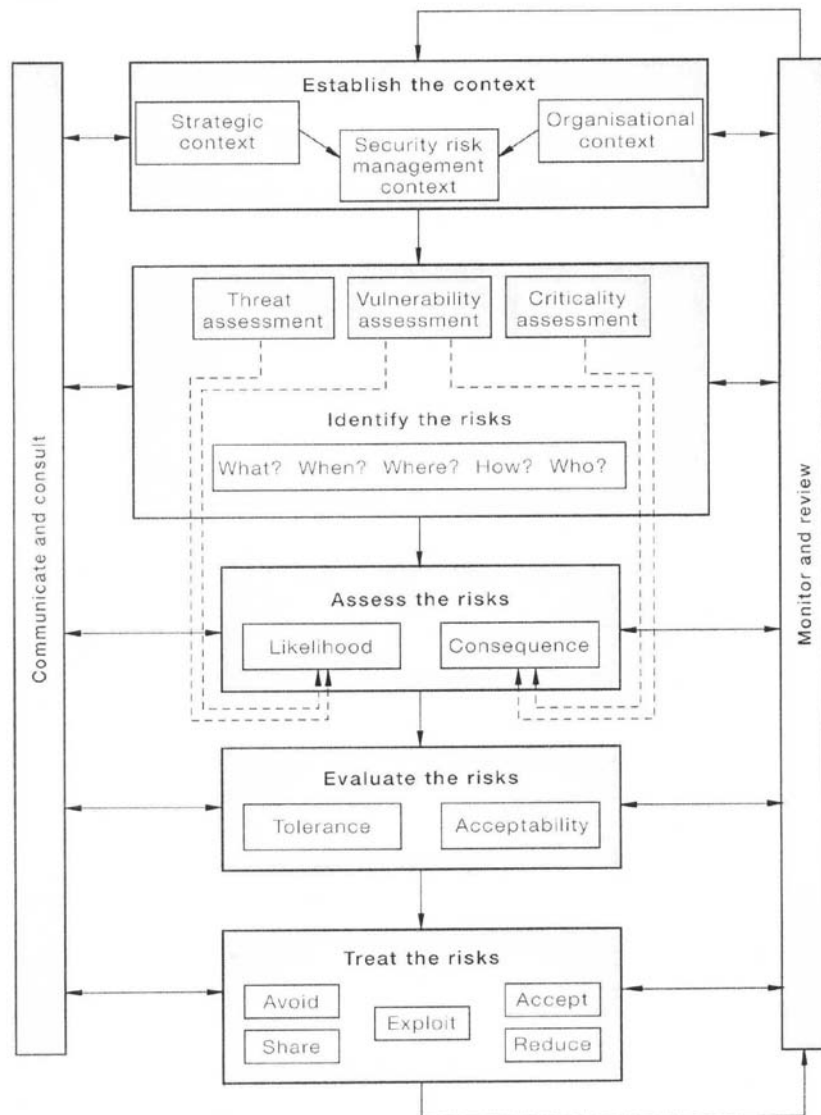 Establish the context
Strategic
context
Security risk
management
context
Organisational
context
Threat
assessment
Vulnerability
assessment
Criticality
assessment
Identify the risks
What? When? Where? How? Who?
Assess the risks
Likelihood
Consequence
Evaluate the risks
Tolerance
Acceptability
Treat the risks
Avoid
Share
Exploit
Accept
Reduce
Communicate and consult
Monitor and review